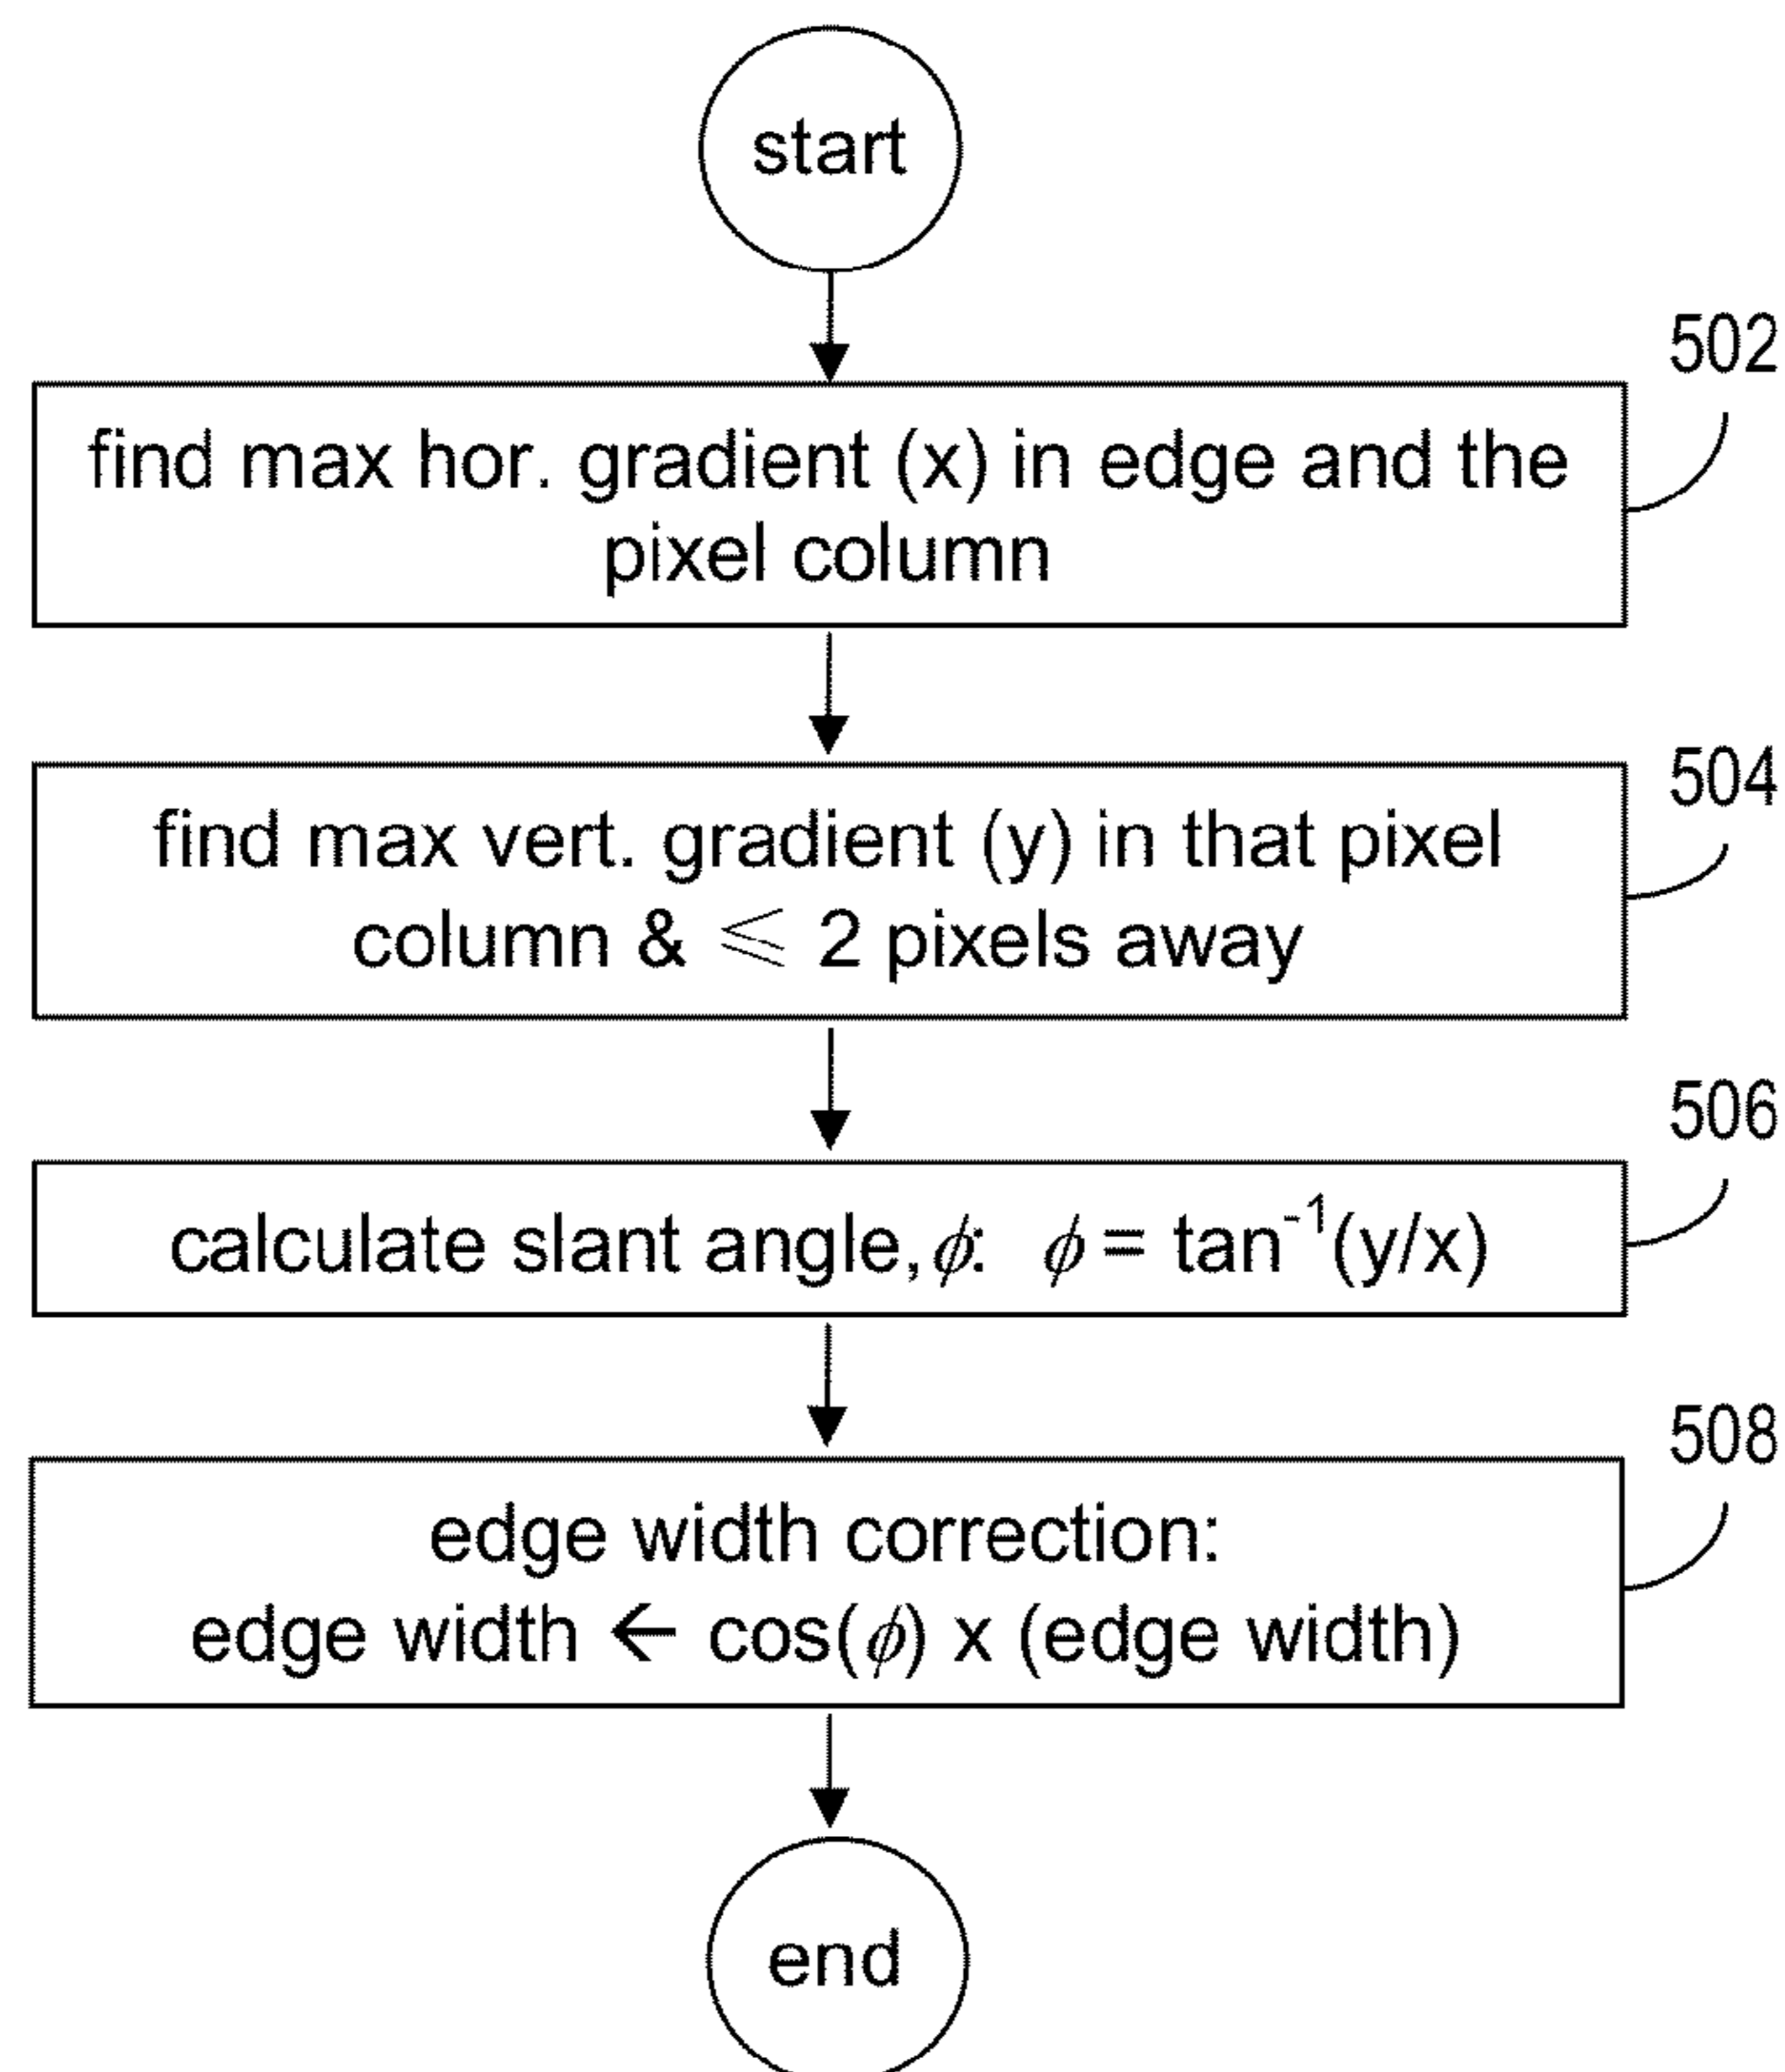 start
502
find max hor. gradient (x) in edge and the
pixel column
504
find max vert. gradient (y) in that pixel
column & ⩽ 2 pixels away
506
calculate slant angle, ϕ: ϕ = tan⁻¹(y/x)
508
edge width correction:
edge width ← cos(ϕ) x (edge width)
end